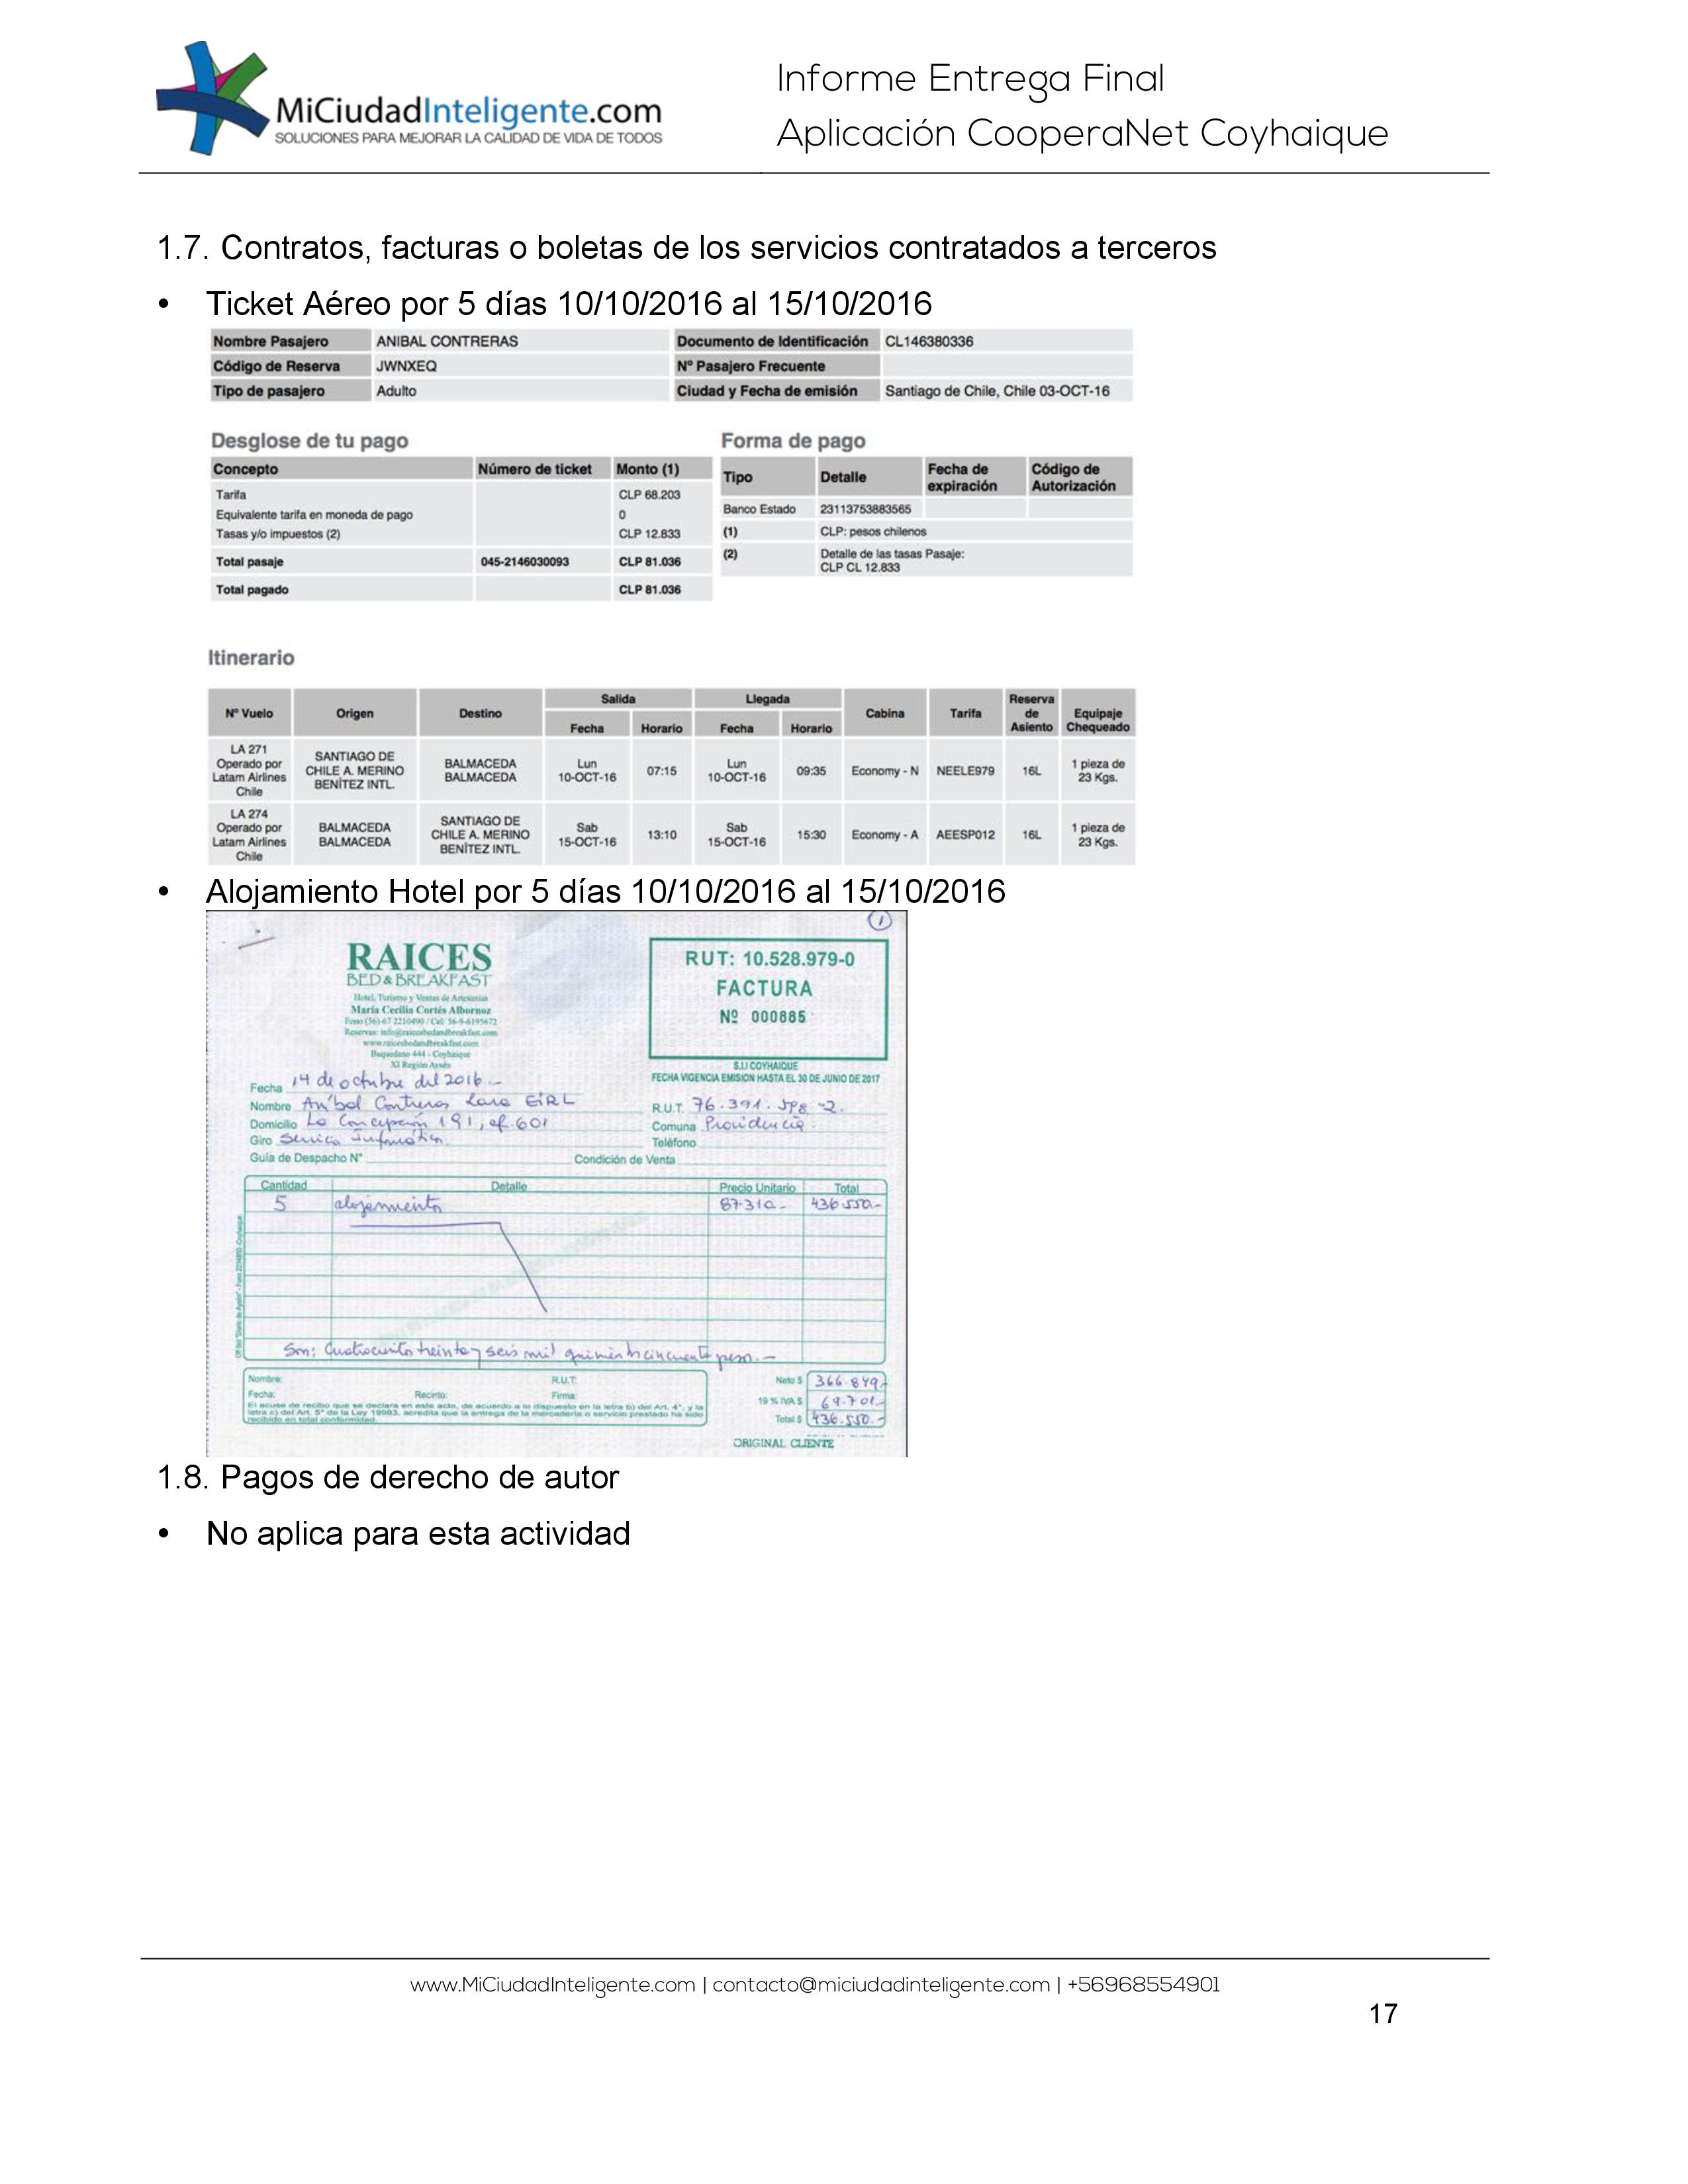 MiCiudadInteligente.com
SOLUCIONES PARA MEJORAR LA CALIDAD DE VIDA DE TODOS
Informe Entrega Final
Aplicación CooperaNet Coyhaique
1.7. Contratos, facturas o boletas de los servicios contratados a terceros
• Ticket Aéreo por 5 días 10/10/2016 al 15/10/2016
Nombre Pasajero ANIBAL CONTRERAS Documento de Identificación CL146380336
Código de Reserva JWNXEQ Nº Pasajero Frecuente
Tipo de pasajero Adulto Ciudad y Fecha de emisión Santiago de Chile, Chile 03-OCT-16
Desglose de tu pago
Concepto Número de ticket Monto (1)
Tarifa CLP 68.203
Equivalente tarifa en moneda de pago 0
Tasas y/o impuestos (2) CLP 12.833
Total pasaje 045-2146030093 CLP 81.036
Total pagado CLP 81.036
Forma de pago
Tipo Detalle Fecha de expiración Código de Autorización
Banco Estado 23113753883565
(1) CLP: pesos chilenos
(2) Detalle de las tasas Pasaje:
CLP CL 12.833
Itinerario
Nº Vuelo Origen Destino Salida Llegada Cabina Tarifa Reserva de Asiento Equipaje Chequeado
Fecha Horario Fecha Horario
LA 271 Operado por Latam Airlines Chile SANTIAGO DE CHILE A. MERINO BENÍTEZ INTL. BALMACEDA BALMACEDA Lun 10-OCT-16 07:15 Lun 10-OCT-16 09:35 Economy - N NEELE979 16L 1 pieza de 23 Kgs.
LA 274 Operado por Latam Airlines Chile BALMACEDA BALMACEDA SANTIAGO DE CHILE A. MERINO BENÍTEZ INTL. Sab 15-OCT-16 13:10 Sab 15-OCT-16 15:30 Economy - A AEESP012 16L 1 pieza de 23 Kgs.
• Alojamiento Hotel por 5 días 10/10/2016 al 15/10/2016
1
RAICES
BED & BREAKFAST
Hotel, Turismo y Ventas de Artesanías
María Cecilia Cortés Albornoz
Fono (56)-67 2210490 / Cel: 56-9-6195672
Reservas: info@raicesbedandbreakfast.com
www.raicesbedandbreakfast.com
Baquedano 444 - Coyhaique
XI Región Aysén
RUT: 10.528.979-0
FACTURA
Nº 000885
S.I.I COYHAIQUE
FECHA VIGENCIA EMISION HASTA EL 30 DE JUNIO DE 2017
Fecha 14 de octubre del 2016.-
Nombre Aníbal Contreras Lara EIRL R.U.T. 76.391. -2.
Domicilio La Concepción 191, of. 601 Comuna Providencia.
Giro Servicio Informática Teléfono
Guía de Despacho N° Condición de Venta
Cantidad Detalle Precio Unitario Total
5 alojamiento 87.310.- 436.550.-
Son: Cuatrocientos treinta y seis mil quinientos cincuenta pesos.-
Nombre: R.U.T:
Fecha: Recinto: Firma:
El acuse de recibo que se declara en este acto, de acuerdo a lo dispuesto en la letra b) del Art. 4°, y la
letra c) del Art. 5° de la Ley 19983, acredita que la entrega de la mercadería o servicio prestado ha sido
recibido en total conformidad.
Neto $ 366.849.-
19 % IVA $ 69.701.-
Total $ 436.550.-
ORIGINAL CLIENTE
1.8. Pagos de derecho de autor
• No aplica para esta actividad
www.MiCiudadInteligente.com | contacto@miciudadinteligente.com | +56968554901
17